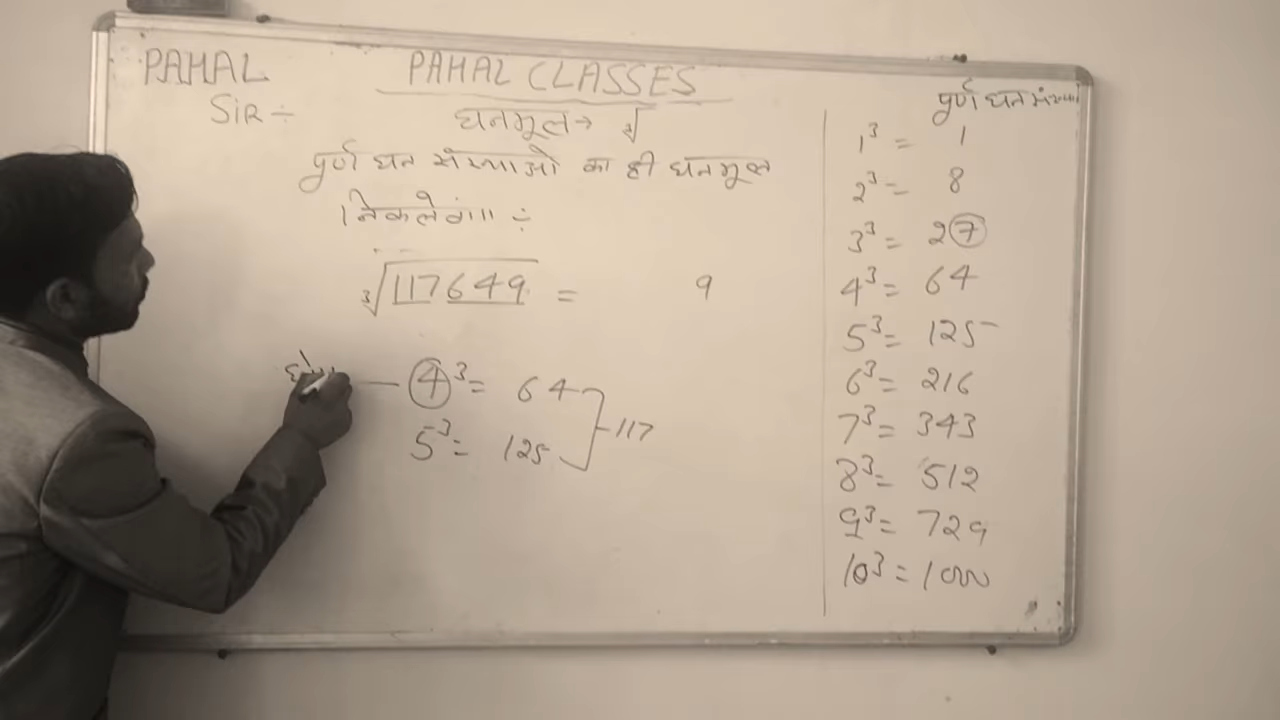 PAHAL
SiR ÷
PAHAL CLASSES
घनमूल → ∛
पूर्ण घन संख्याओ का ही घनमूल
निकलेगा ÷
∛117649 = 9
4³ = 64
5³ = 125
117
पूर्ण घन संख्या
1³ = 1
2³ = 8
3³ = 27
4³ = 64
5³ = 125
6³ = 216
7³ = 343
8³ = 512
9³ = 729
10³ = 1000